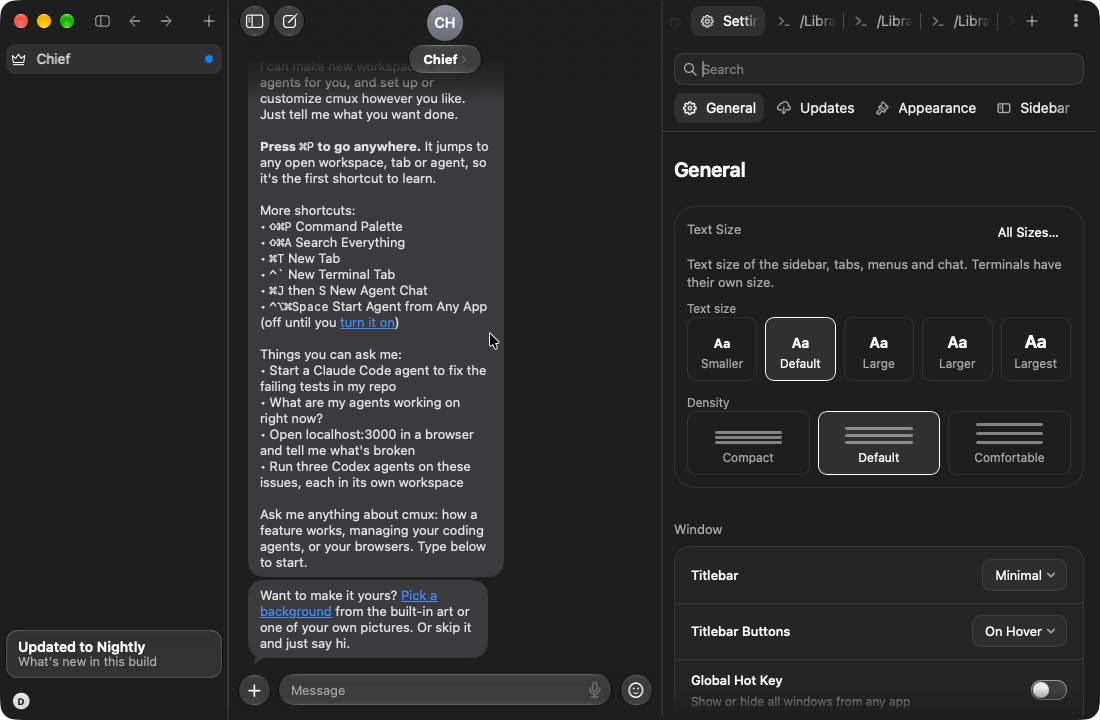 Chief
Updated to Nightly
What's new in this build
D
CH
Chief
I can make new
agents for you, and set up or
customize cmux however you like.
Just tell me what you want done.
Press ⌘P to go anywhere. It jumps to
any open workspace, tab or agent, so
it's the first shortcut to learn.
More shortcuts:
• ⇧⌘P Command Palette
• ⇧⌘A Search Everything
• ⌘T New Tab
• ^` New Terminal Tab
• ⌘J then S New Agent Chat
• ^⌥⌘Space Start Agent from Any App
(off until you turn it on)
Things you can ask me:
• Start a Claude Code agent to fix the
failing tests in my repo
• What are my agents working on
right now?
• Open localhost:3000 in a browser
and tell me what's broken
• Run three Codex agents on these
issues, each in its own workspace
Ask me anything about cmux: how a
feature works, managing your coding
agents, or your browsers. Type below
to start.
Want to make it yours? Pick a
background from the built-in art or
one of your own pictures. Or skip it
and just say hi.
Message
Settin /Libra /Libra /Libra
Search
General Updates Appearance Sidebar
General
Text Size All Sizes...
Text size of the sidebar, tabs, menus and chat. Terminals have
their own size.
Text size
Aa Aa Aa Aa Aa
Smaller Default Large Larger Largest
Density
Compact Default Comfortable
Window
Titlebar Minimal
Titlebar Buttons On Hover
Global Hot Key
Show or hide all windows from any app